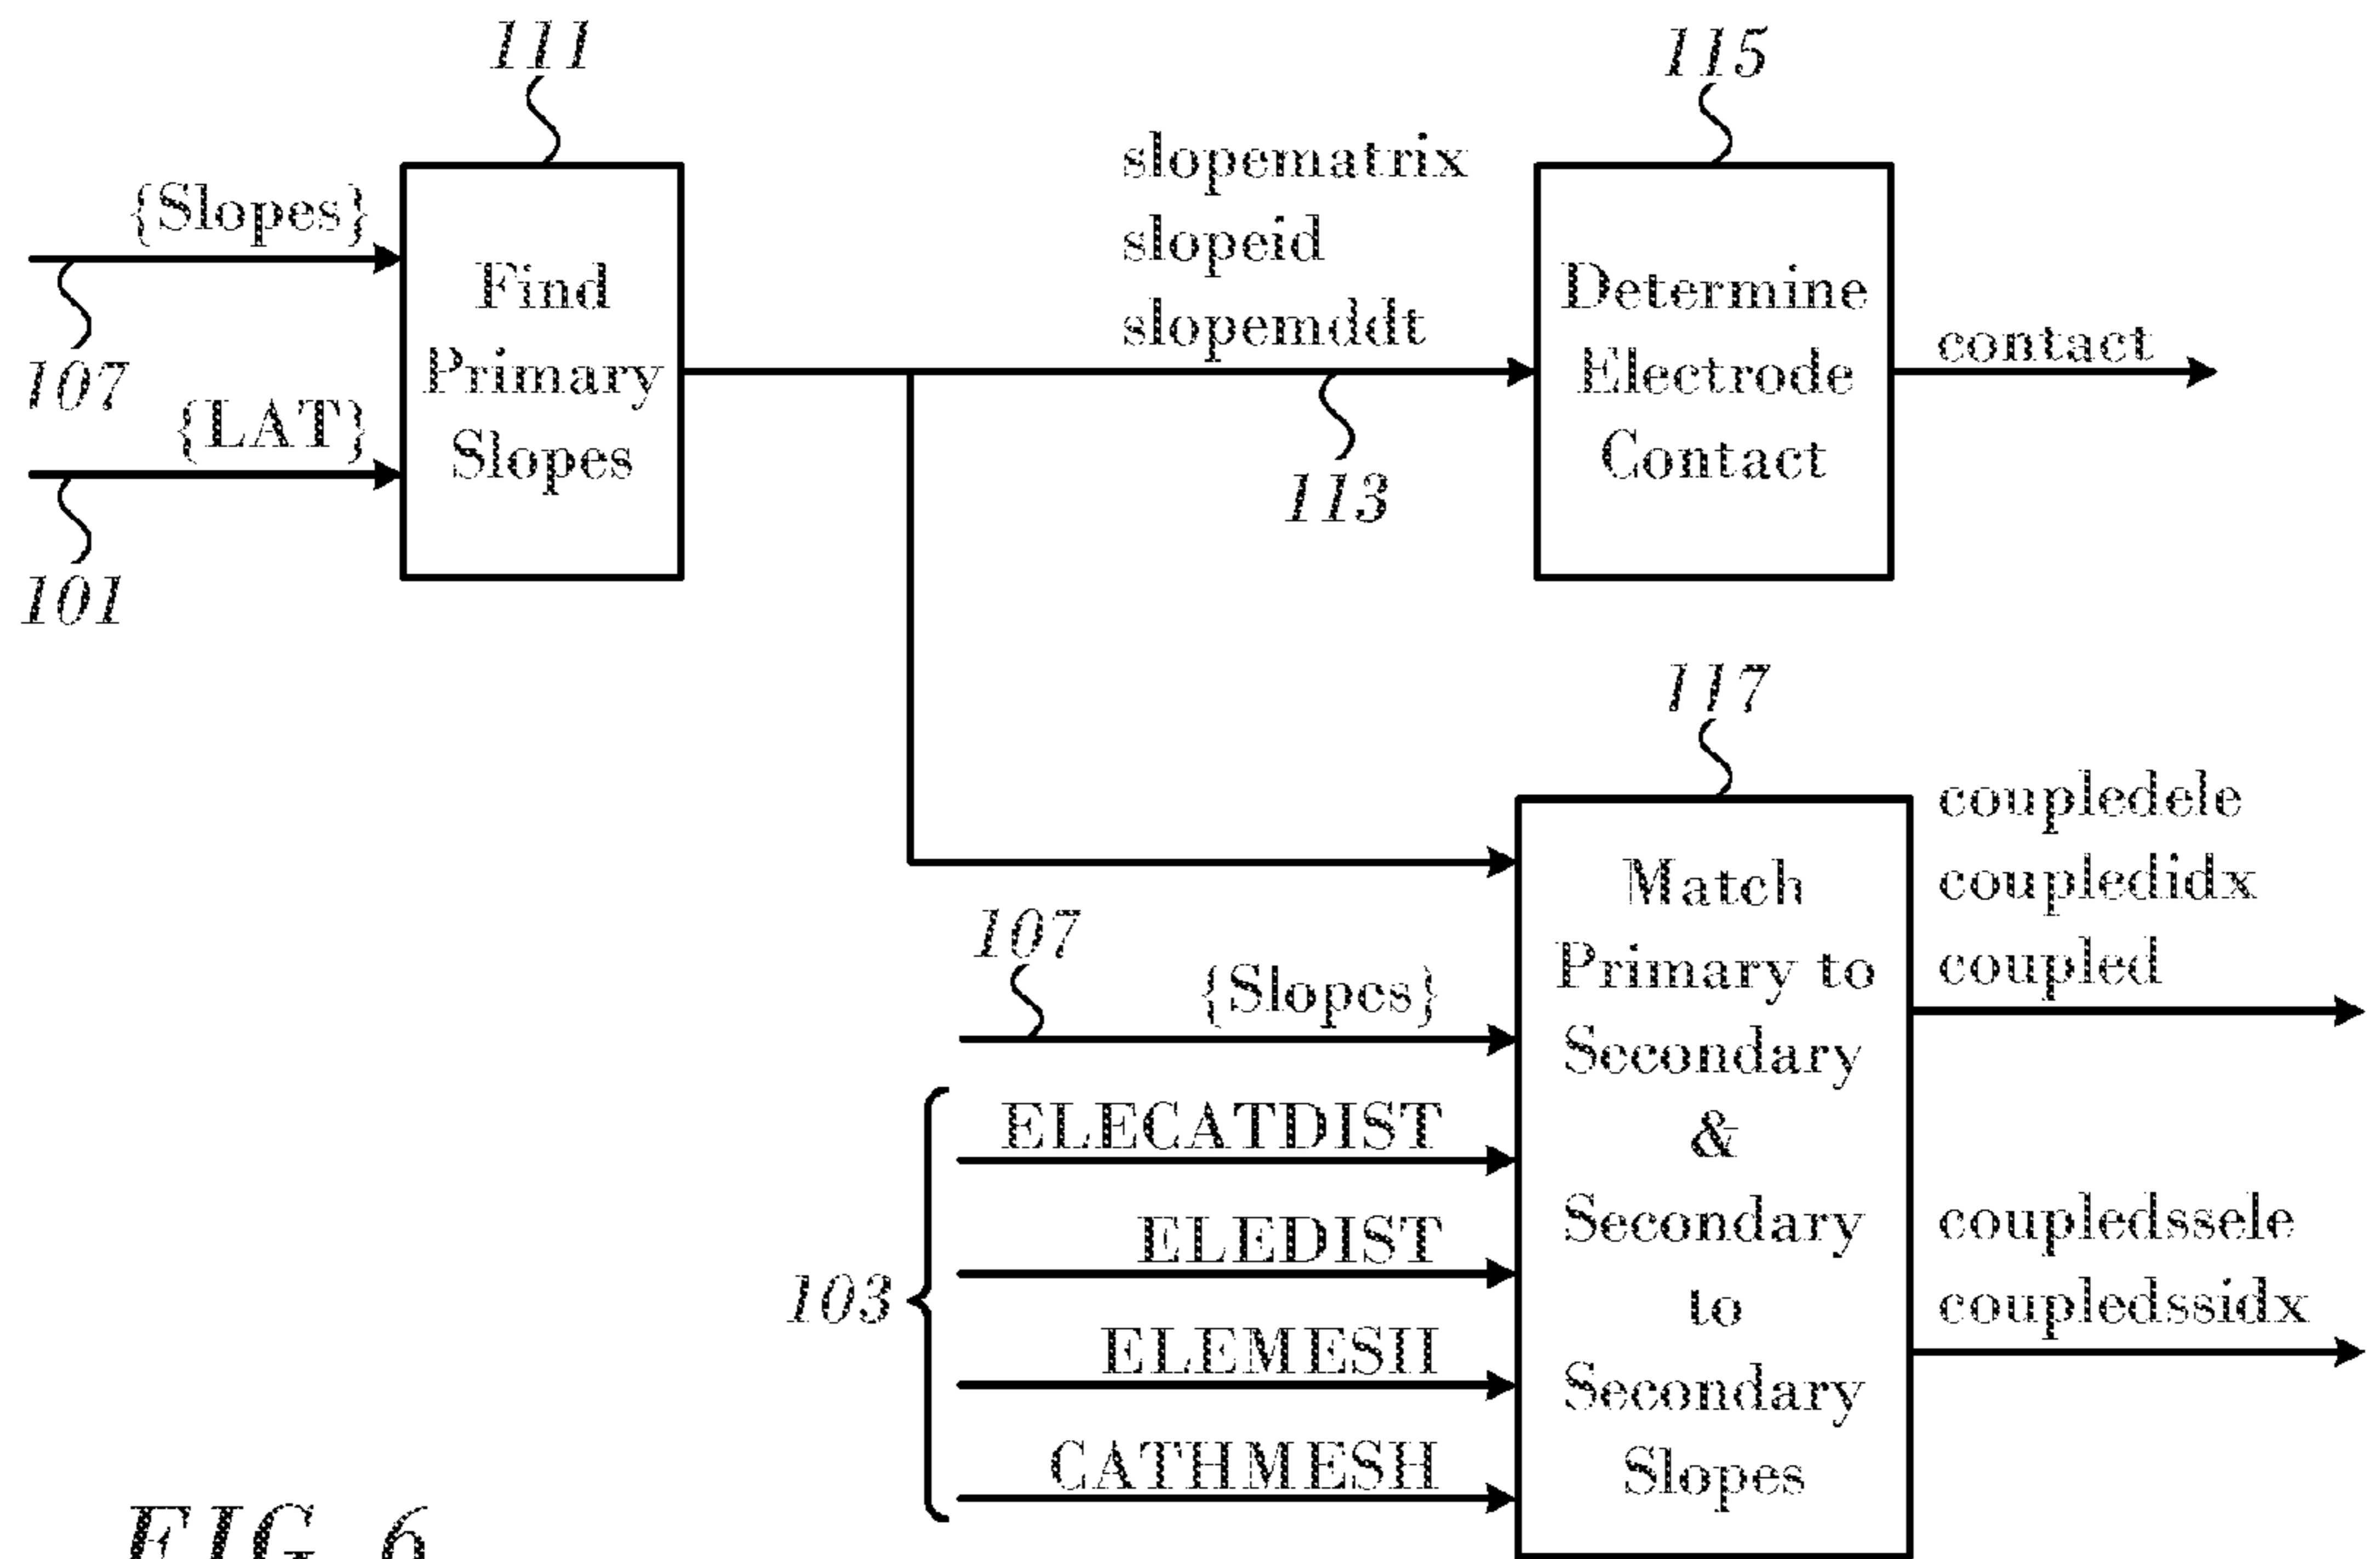 111
115
{Slopes}
107
{LAT}
101
Find
Primary
Slopes
slopematrix
slopeid
slopemddt
113
Determine
Electrode
Contact
contact
117
107
{Slopes}
103
ELECATDIST
ELEDIST
ELEMESH
CATHMESH
Match
Primary to
Secondary
&
Secondary
to
Secondary
Slopes
coupledele
coupledidx
coupled
coupledssele
coupledssidx
FIG. 6